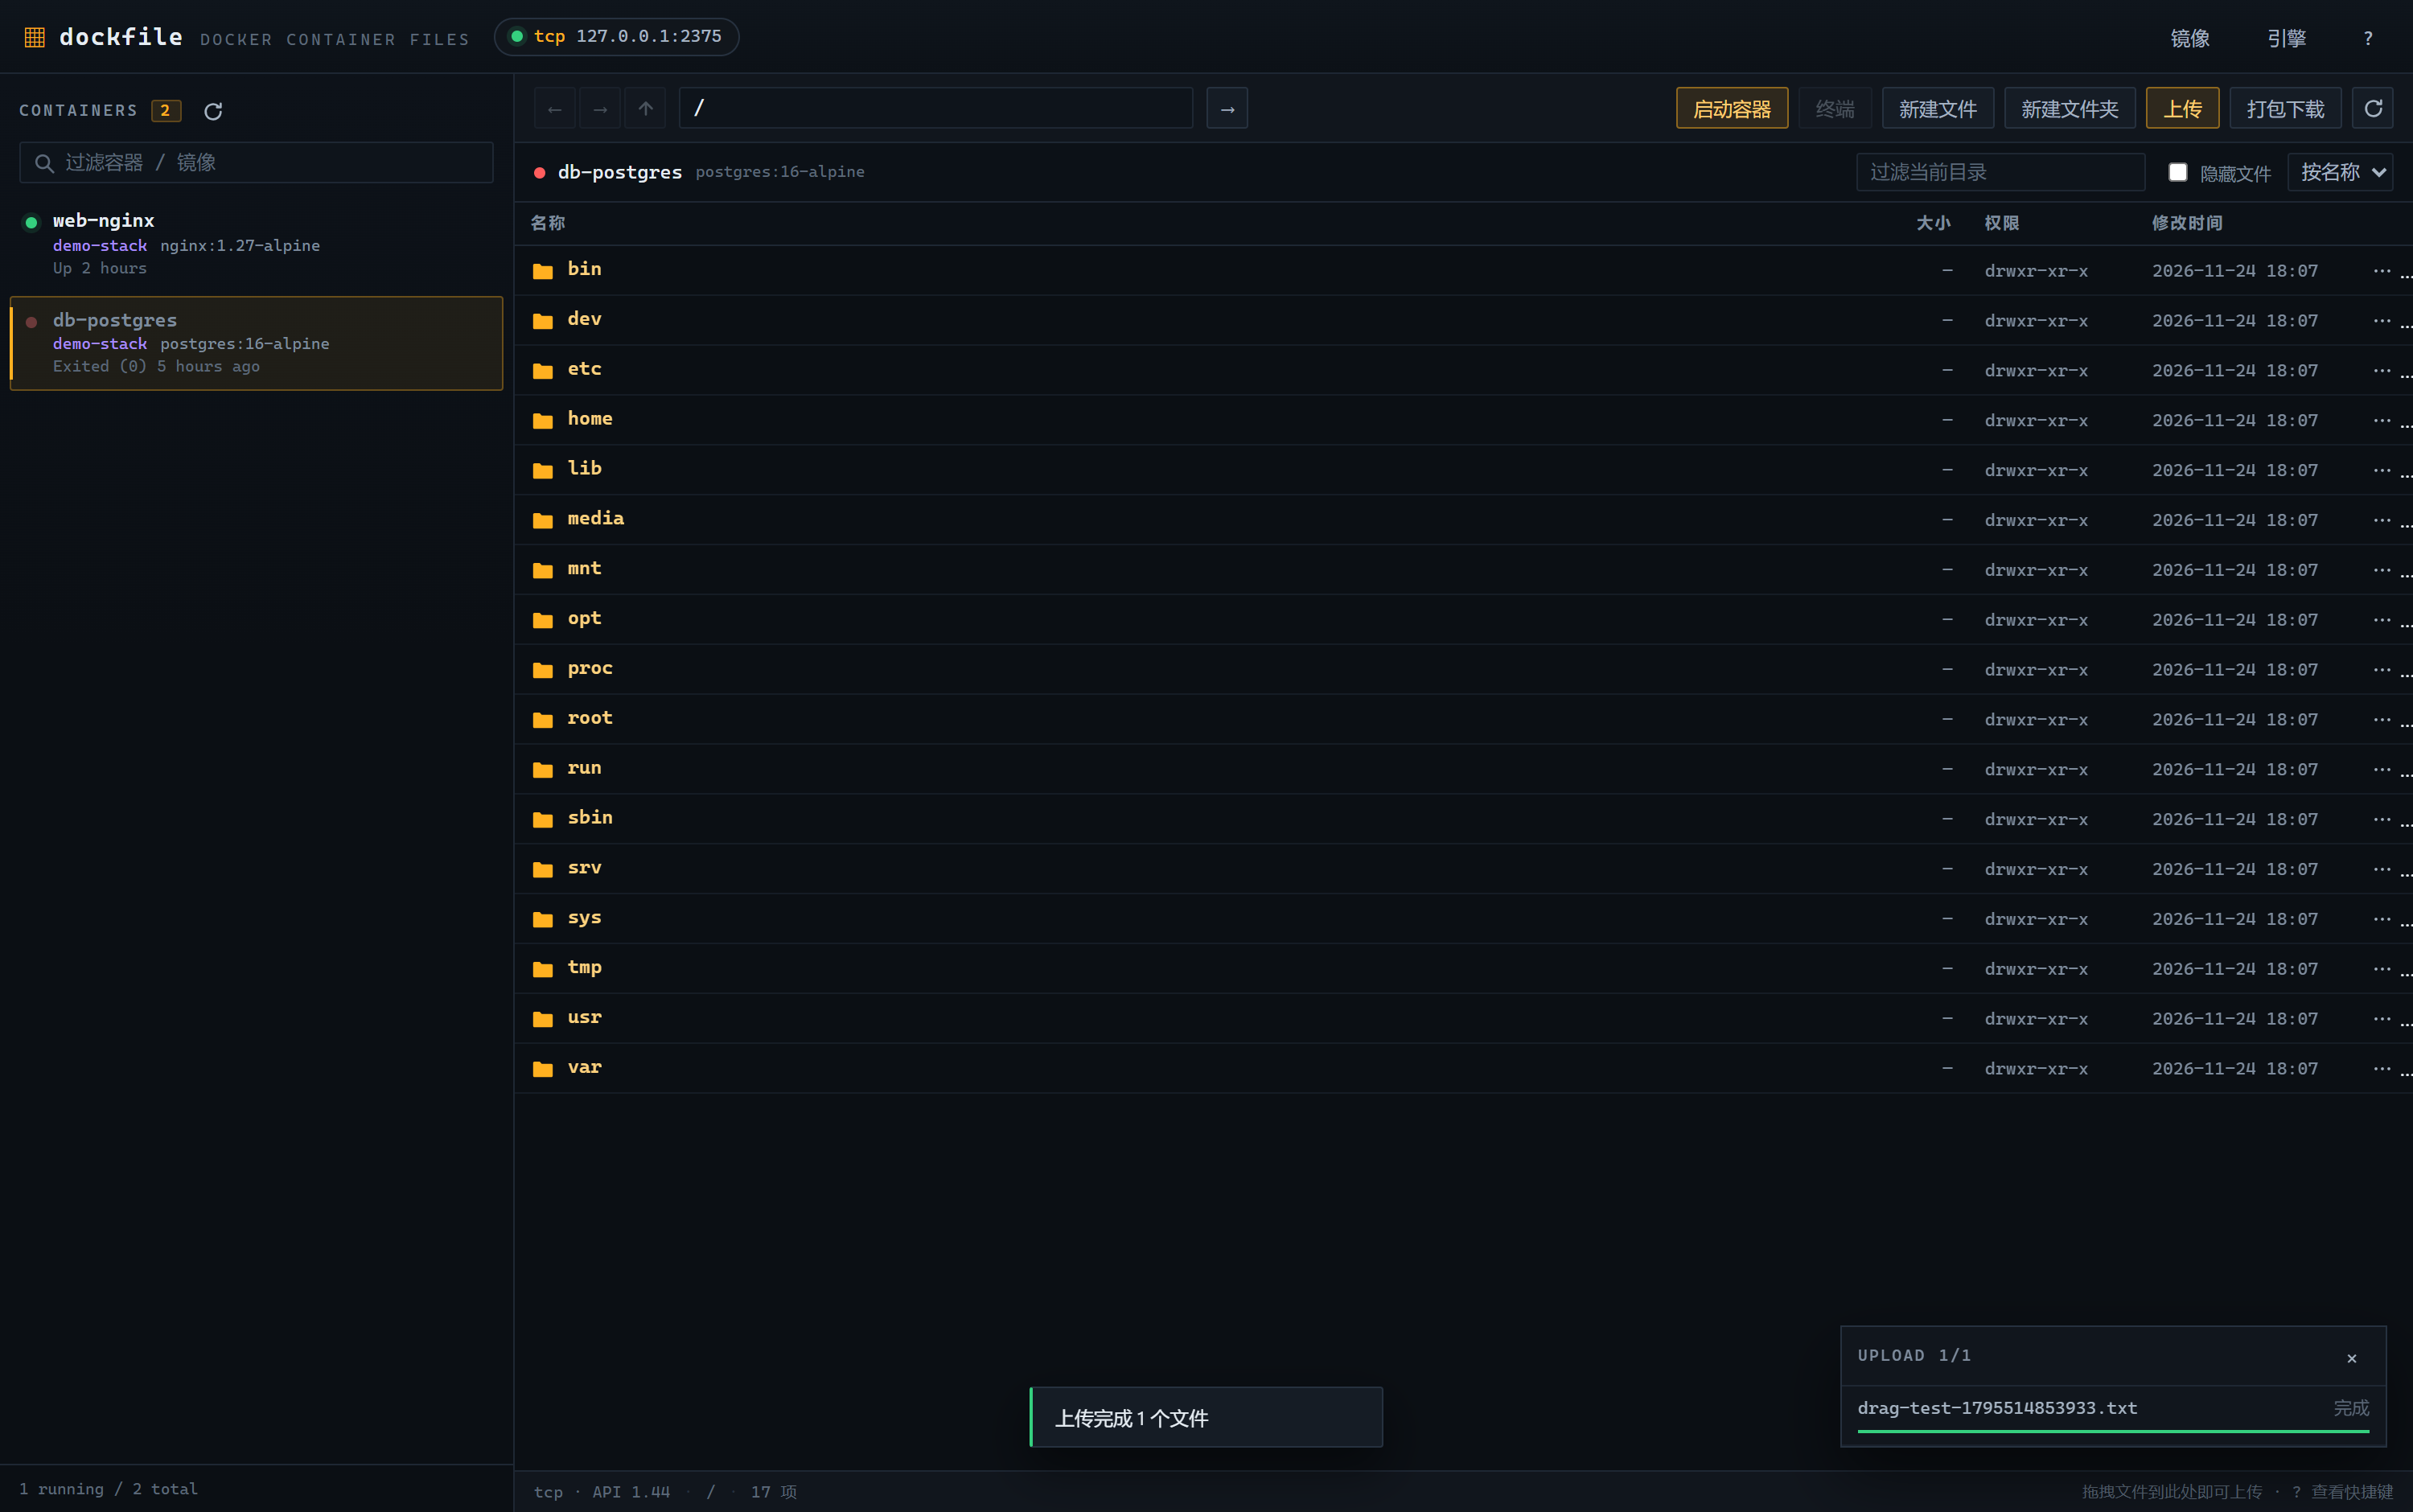 dockfile DOCKER CONTAINER FILES tcp 127.0.0.1:2375 镜像 引擎 ?
CONTAINERS 2
过滤容器 / 镜像
web-nginx
demo-stack nginx:1.27-alpine
Up 2 hours
db-postgres
demo-stack postgres:16-alpine
Exited (0) 5 hours ago
1 running / 2 total
← → ↑ / → 启动容器 终端 新建文件 新建文件夹 上传 打包下载
db-postgres postgres:16-alpine 过滤当前目录 隐藏文件 按名称
名称 大小 权限 修改时间
bin — drwxr-xr-x 2026-11-24 18:07 ··· …
dev — drwxr-xr-x 2026-11-24 18:07 ··· …
etc — drwxr-xr-x 2026-11-24 18:07 ··· …
home — drwxr-xr-x 2026-11-24 18:07 ··· …
lib — drwxr-xr-x 2026-11-24 18:07 ··· …
media — drwxr-xr-x 2026-11-24 18:07 ··· …
mnt — drwxr-xr-x 2026-11-24 18:07 ··· …
opt — drwxr-xr-x 2026-11-24 18:07 ··· …
proc — drwxr-xr-x 2026-11-24 18:07 ··· …
root — drwxr-xr-x 2026-11-24 18:07 ··· …
run — drwxr-xr-x 2026-11-24 18:07 ··· …
sbin — drwxr-xr-x 2026-11-24 18:07 ··· …
srv — drwxr-xr-x 2026-11-24 18:07 ··· …
sys — drwxr-xr-x 2026-11-24 18:07 ··· …
tmp — drwxr-xr-x 2026-11-24 18:07 ··· …
usr — drwxr-xr-x 2026-11-24 18:07 ··· …
var — drwxr-xr-x 2026-11-24 18:07 ··· …
UPLOAD 1/1 ×
drag-test-1795514853933.txt 完成
上传完成 1 个文件
tcp · API 1.44 · / · 17 项 拖拽文件到此处即可上传 · ? 查看快捷键